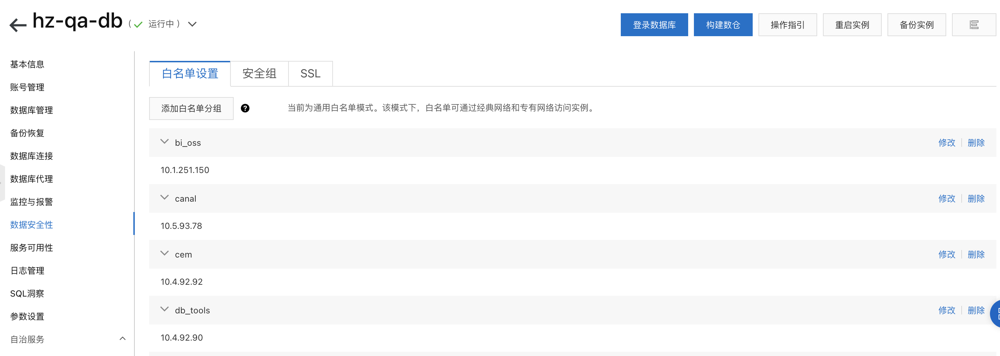 hz-qa-db (运行中)
登录数据库 构建数仓 操作指引 重启实例 备份实例
基本信息
账号管理
数据库管理
备份恢复
数据库连接
数据库代理
监控与报警
数据安全性
服务可用性
日志管理
SQL洞察
参数设置
自治服务
白名单设置 安全组 SSL
添加白名单分组 ? 当前为通用白名单模式。该模式下，白名单可通过经典网络和专有网络访问实例。
bi_oss 修改 删除
10.1.251.150
canal 修改 删除
10.5.93.78
cem 修改 删除
10.4.92.92
db_tools 修改 删除
10.4.92.90